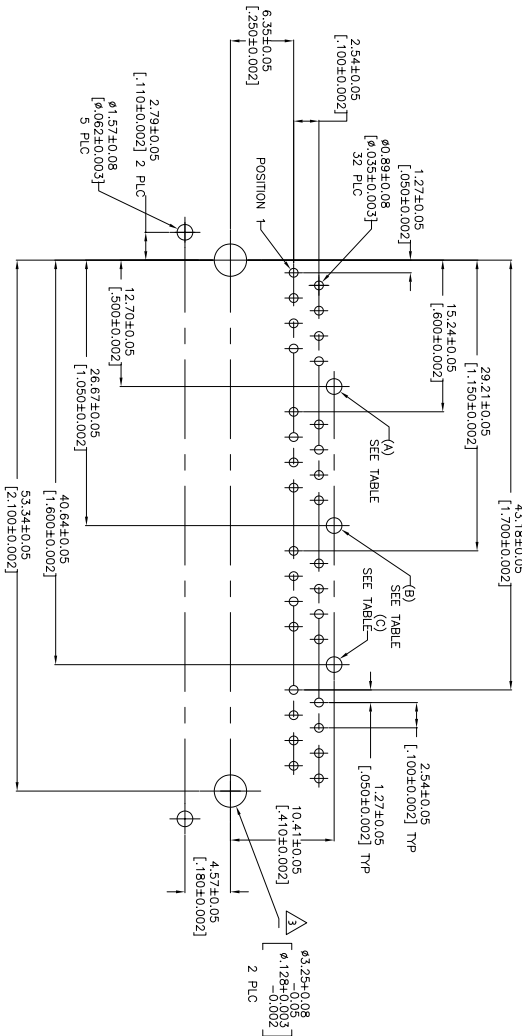 6.35±0.05
[.250±0.002]
2.54±0.05
[.100±0.002]
ø0.89±0.08
[ø.035±0.003]
32 PLC
1.27±0.05
[.050±0.002]
POSITION 1
15.24±0.05
[.600±0.002]
29.21±0.05
[1.150±0.002]
43.18±0.05
[1.700±0.002]
(A)
SEE TABLE
(B)
SEE TABLE
(C)
SEE TABLE
2.54±0.05
[.100±0.002] TYP
1.27±0.05
[.050±0.002] TYP
10.41±0.05
[.410±0.002]
4.57±0.05
[.180±0.002]
3
ø3.25+0.08
-0.05
[ø.128+0.003
-0.002]
2 PLC
2.79±0.05
[.110±0.002] 2 PLC
ø1.57±0.08
[ø.062±0.003]
5 PLC
12.70±0.05
[.500±0.002]
26.67±0.05
[1.050±0.002]
40.64±0.05
[1.600±0.002]
53.34±0.05
[2.100±0.002]